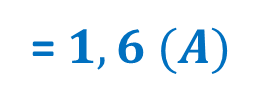 = 1, 6 (A)